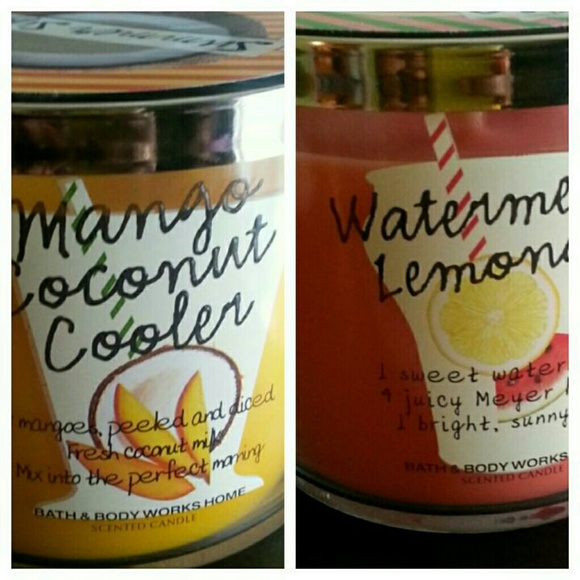 Mango
Coconut
Cooler
mangoes, peeled and diced
Fresh coconut milk
Mix into the perfect morning
BATH & BODY WORKS HOME
SCENTED CANDLE
Waterme
Lemona
1 sweet water
4 juicy Meyer
1 bright, sunny
BATH & BODY WORKS
SCENTED CANDLE